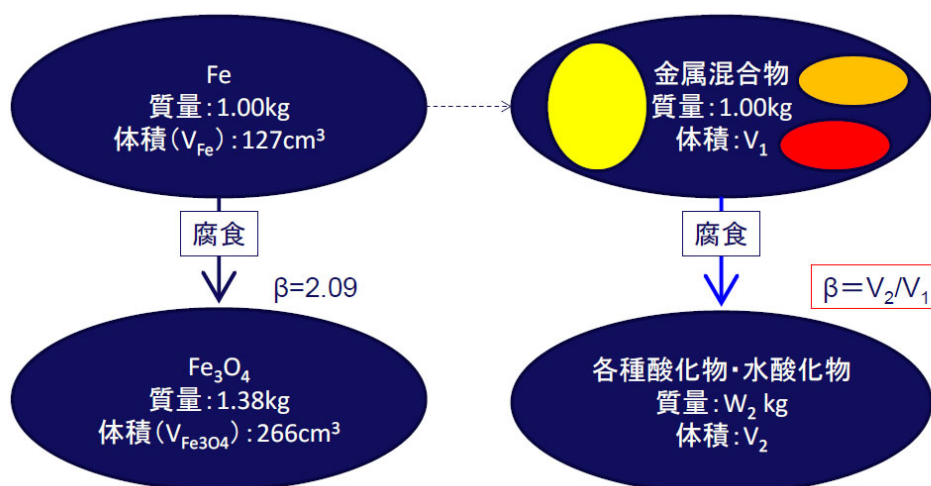 Fe
質量:1.00kg
体積(V_Fe):127cm³
金属混合物
質量:1.00kg
体積:V₁
腐食
腐食
β=2.09
β=V₂/V₁
Fe₃O₄
質量:1.38kg
体積(V_Fe3O4):266cm³
各種酸化物・水酸化物
質量:W₂ kg
体積:V₂